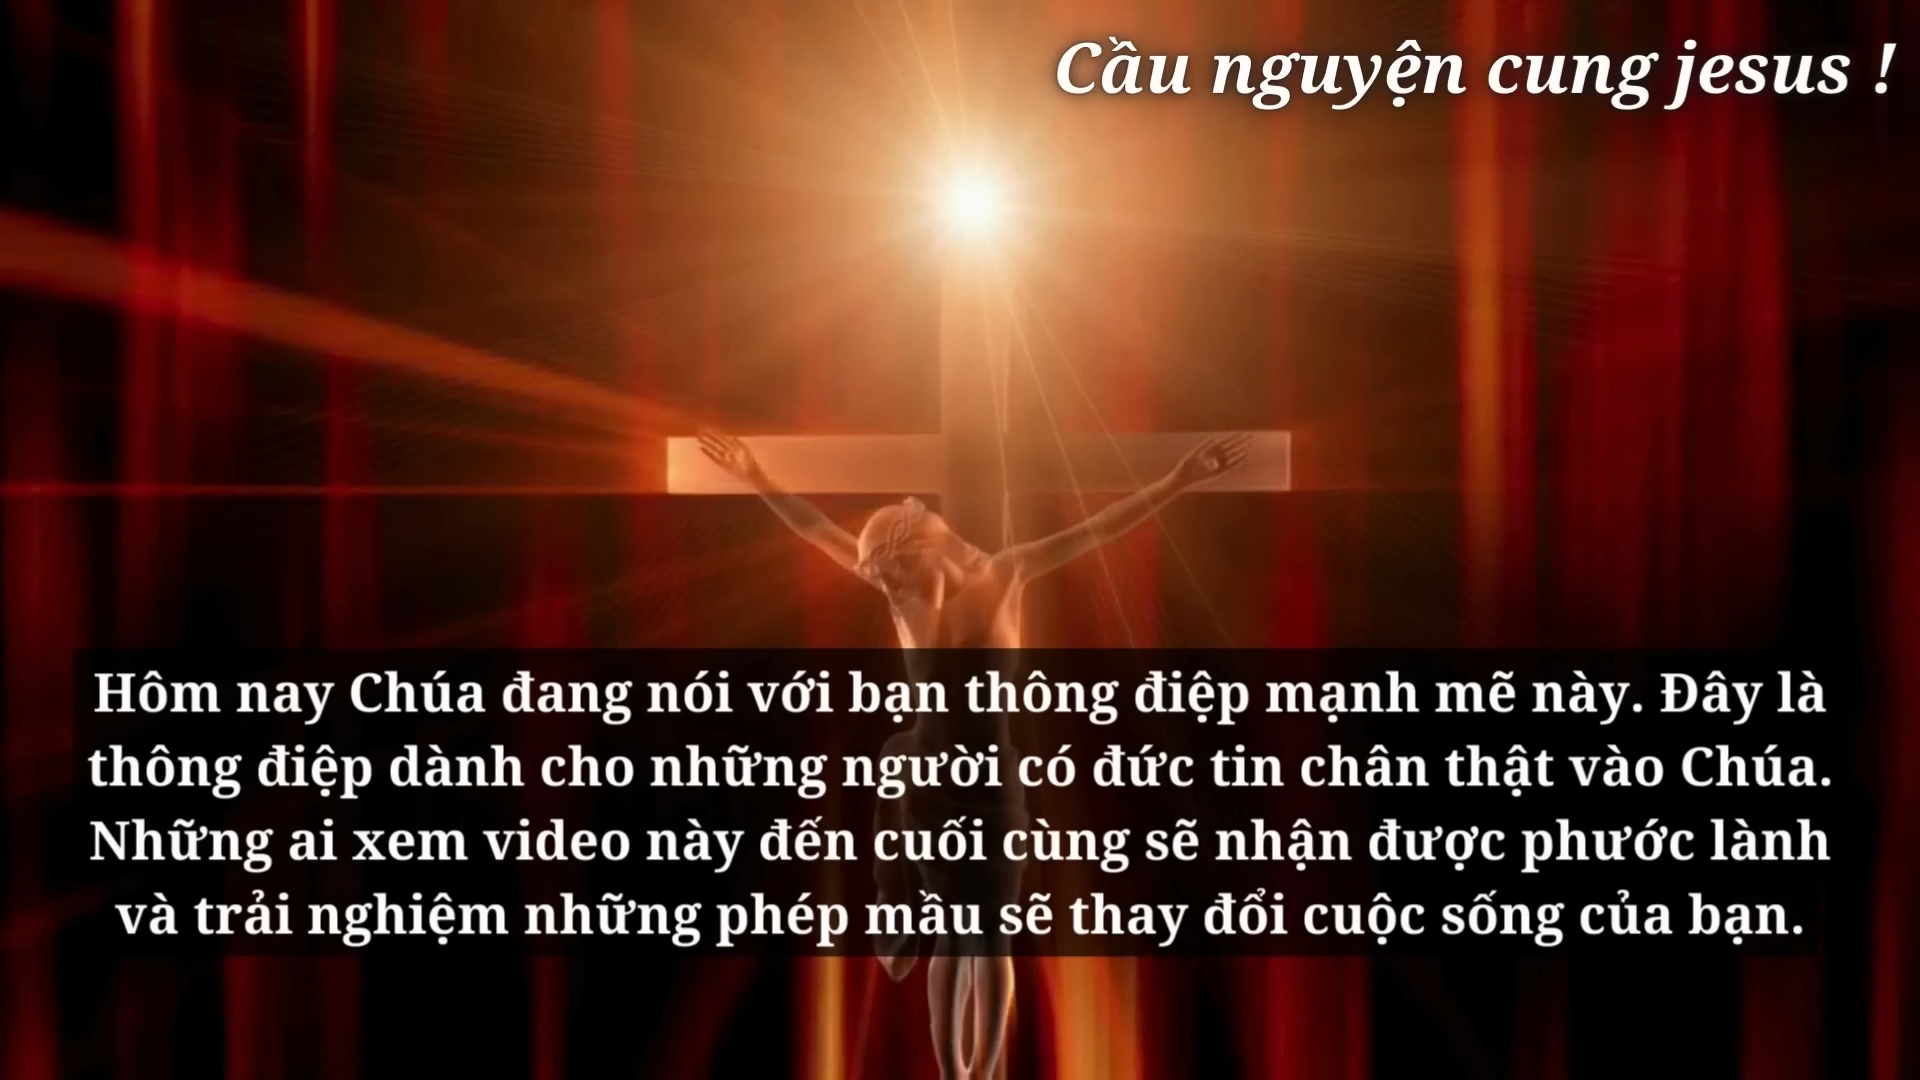 Cầu nguyện cung jesus !
Hôm nay Chúa đang nói với bạn thông điệp mạnh mẽ này. Đây là
thông điệp dành cho những người có đức tin chân thật vào Chúa.
Những ai xem video này đến cuối cùng sẽ nhận được phước lành
và trải nghiệm những phép mầu sẽ thay đổi cuộc sống của bạn.